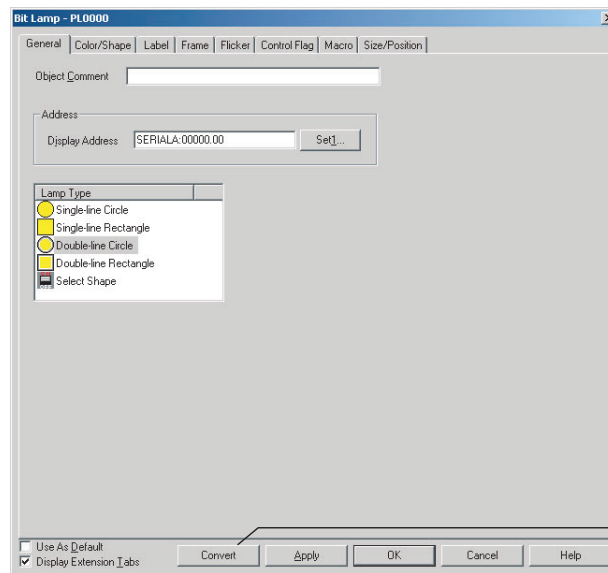 Bit Lamp - PL0000
General Color/Shape Label Frame Flicker Control Flag Macro Size/Position
Object Comment
Address
Display Address SERIALA:00000.00 Set1...
Lamp Type
Single-line Circle
Single-line Rectangle
Double-line Circle
Double-line Rectangle
Select Shape
Use As Default
Display Extension Tabs
Convert Apply OK Cancel Help